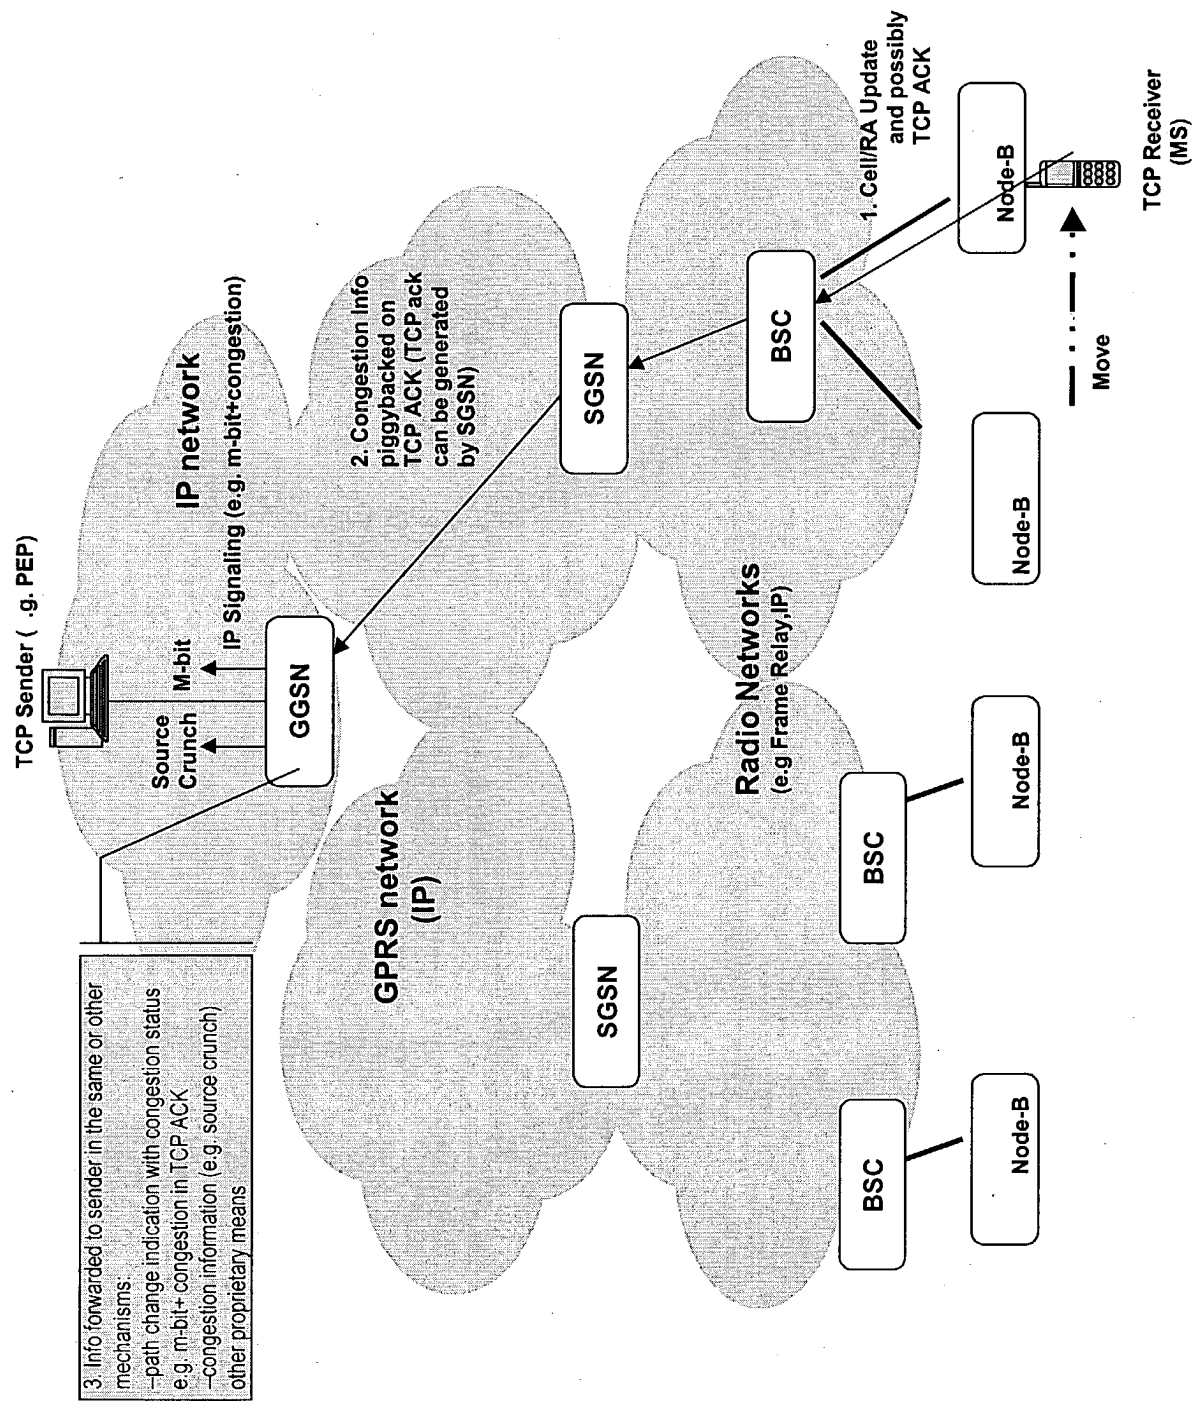 3. Info forwarded to sender in the same or other
mechanisms:
–path change indication with congestion status
e.g. m-bit+ congestion in TCP ACK
–congestion information (e.g. source crunch)
other proprietary means
TCP Sender ( .g. PEP)
Source
Crunch
M-bit
IP network
IP Signaling (e.g. m-bit+congestion)
GGSN
GPRS network
(IP)
2. Congestion Info
piggybacked on
TCP ACK (TCP ack
can be generated
by SGSN)
SGSN
SGSN
Radio Networks
(e.g Frame Relay,IP)
BSC
BSC
BSC
1. Cell/RA Update
and possibly
TCP ACK
Node-B
Node-B
Node-B
Node-B
Move
TCP Receiver
(MS)